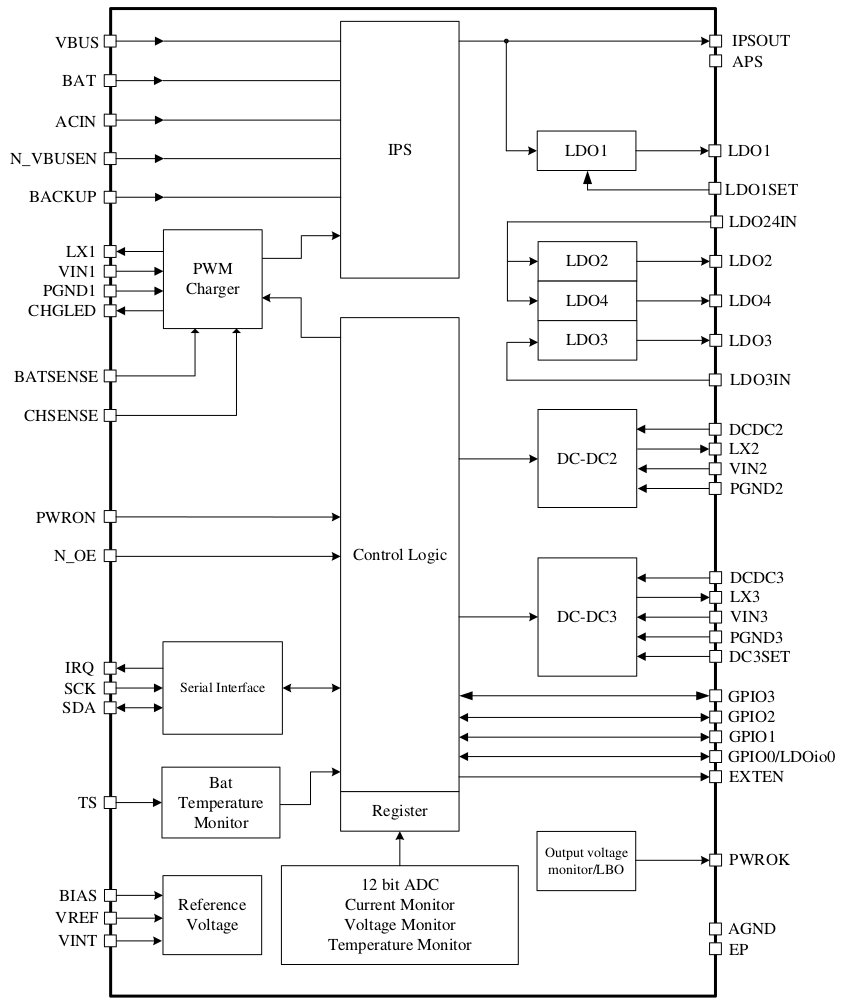 VBUS
BAT
ACIN
N_VBUSEN
BACKUP
LX1
VIN1
PGND1
CHGLED
BATSENSE
CHSENSE
PWRON
N_OE
IRQ
SCK
SDA
TS
BIAS
VREF
VINT
IPS
PWM
Charger
Control Logic
Serial Interface
Bat
Temperature
Monitor
Register
Reference
Voltage
12 bit ADC
Current Monitor
Voltage Monitor
Temperature Monitor
LDO1
LDO2
LDO4
LDO3
DC-DC2
DC-DC3
Output voltage
monitor/LBO
IPSOUT
APS
LDO1
LDO1SET
LDO24IN
LDO2
LDO4
LDO3
LDO3IN
DCDC2
LX2
VIN2
PGND2
DCDC3
LX3
VIN3
PGND3
DC3SET
GPIO3
GPIO2
GPIO1
GPIO0/LDOio0
EXTEN
PWROK
AGND
EP